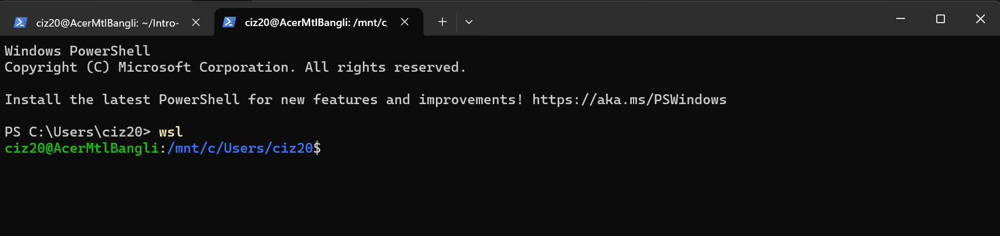 ciz20@AcerMtlBangli: ~/Intro-
ciz20@AcerMtlBangli: /mnt/c,
Windows PowerShell
Copyright (C) Microsoft Corporation. All rights reserved.
Install the latest PowerShell for new features and improvements! https://aka.ms/PSWindows
PS C:\Users\ciz20> wsl
ciz20@AcerMtlBangli:/mnt/c/Users/ciz20$